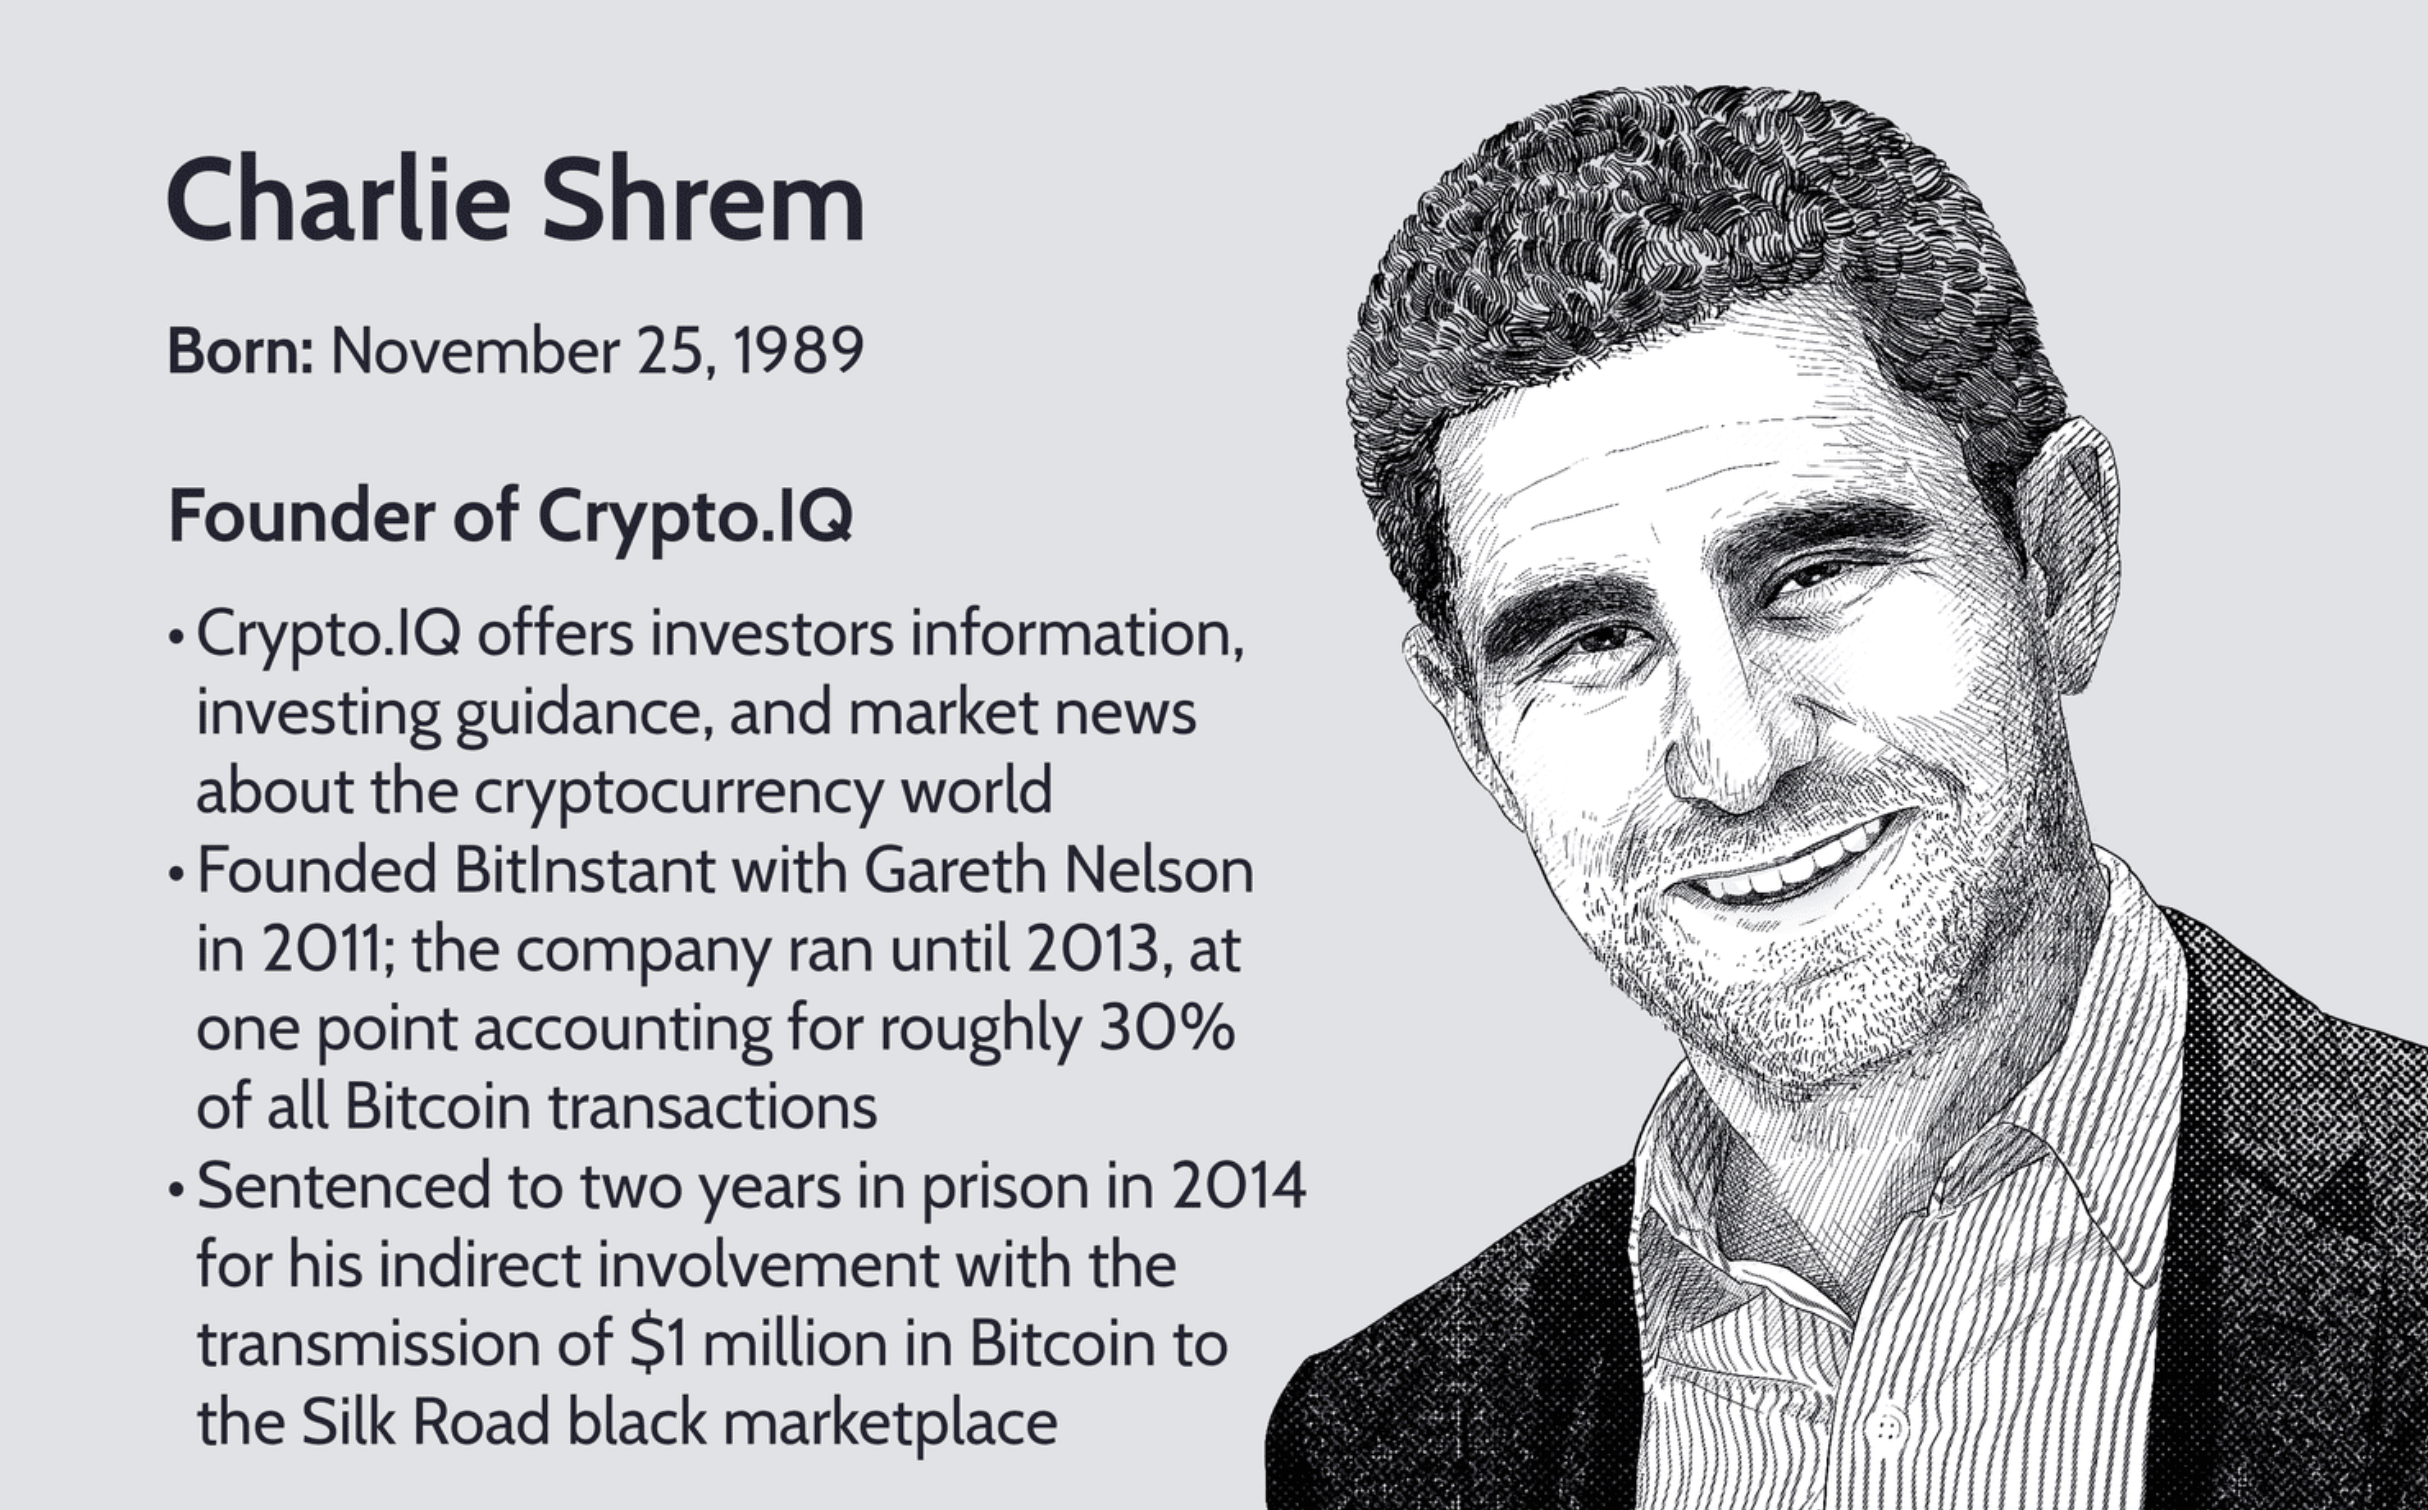 Charlie Shrem
Born: November 25, 1989
Founder of Crypto.IQ
• Crypto.IQ offers investors information,
investing guidance, and market news
about the cryptocurrency world
• Founded BitInstant with Gareth Nelson
in 2011; the company ran until 2013, at
one point accounting for roughly 30%
of all Bitcoin transactions
• Sentenced to two years in prison in 2014
for his indirect involvement with the
transmission of $1 million in Bitcoin to
the Silk Road black marketplace